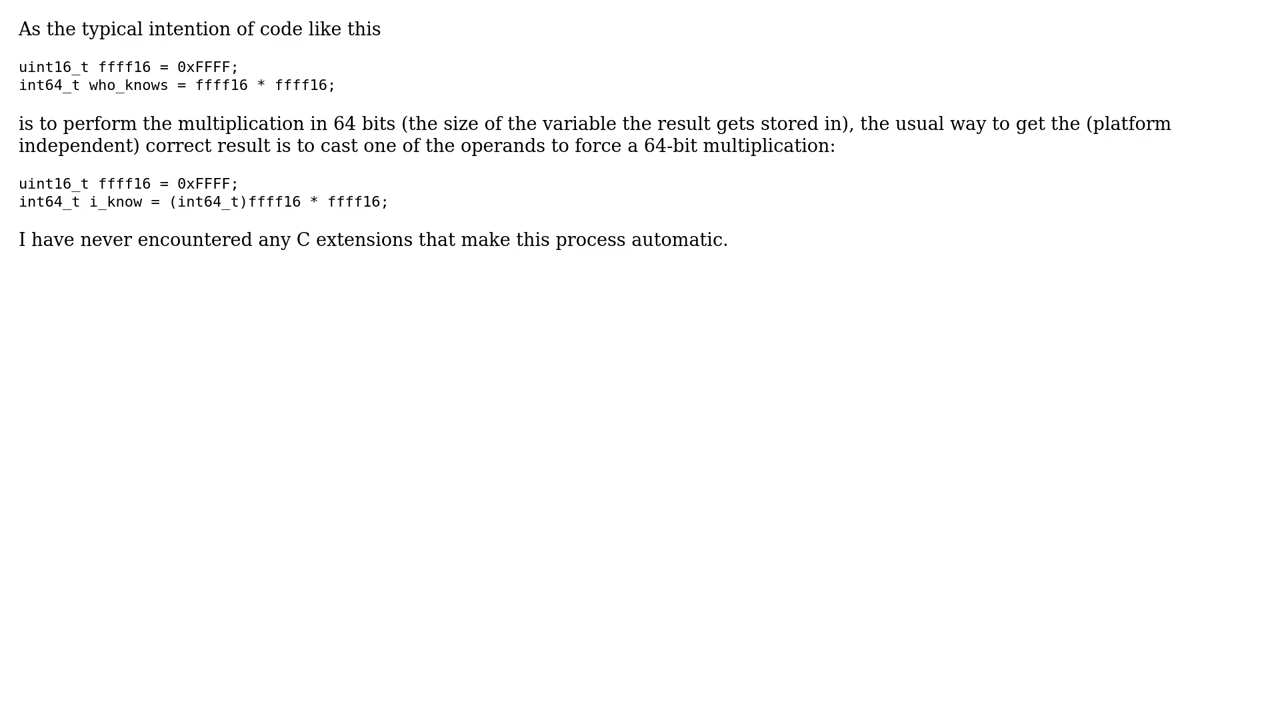 As the typical intention of code like this
uint16_t ffff16 = 0xFFFF;
int64_t who_knows = ffff16 * ffff16;
is to perform the multiplication in 64 bits (the size of the variable the result gets stored in), the usual way to get the (platform
independent) correct result is to cast one of the operands to force a 64-bit multiplication:
uint16_t ffff16 = 0xFFFF;
int64_t i_know = (int64_t)ffff16 * ffff16;
I have never encountered any C extensions that make this process automatic.